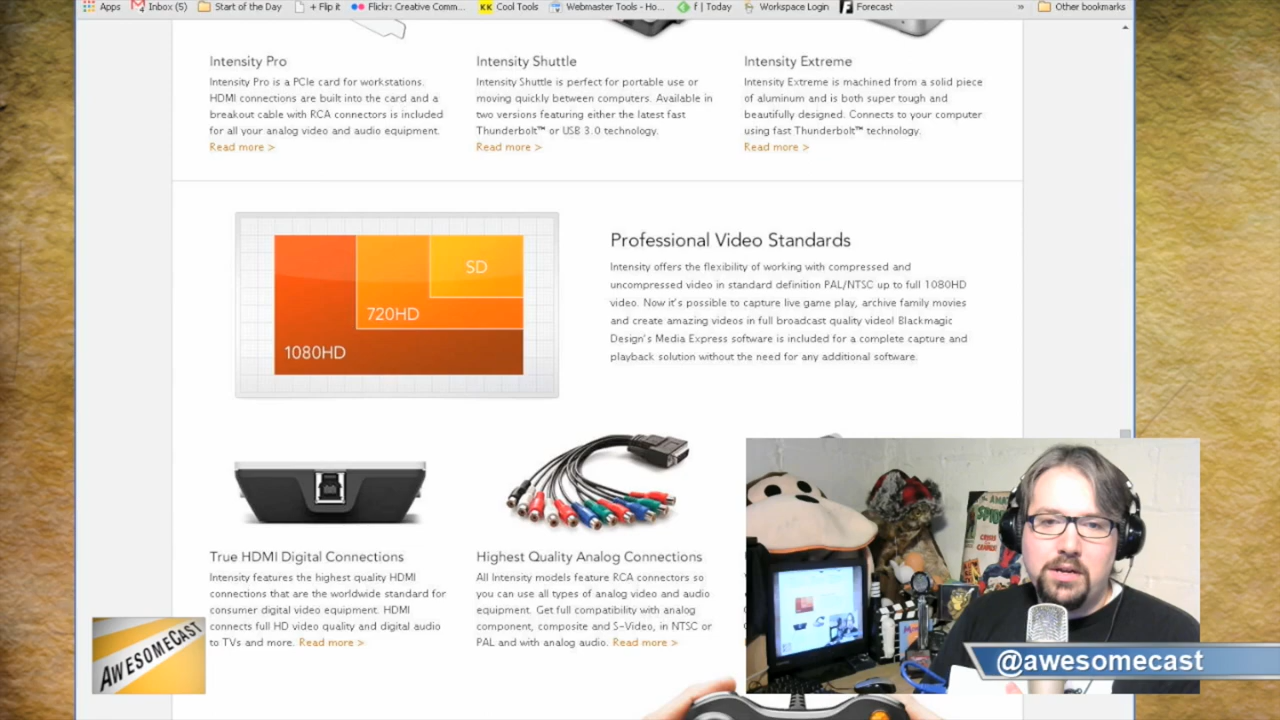 Apps Inbox (5) Start of the Day + Flip it Flickr: Creative Comm... KK Cool Tools Webmaster Tools - Ho... f | Today Workspace Login Forecast » Other bookmarks
Intensity Pro
Intensity Pro is a PCIe card for workstations.
HDMI connections are built into the card and a
breakout cable with RCA connectors is included
for all your analog video and audio equipment.
Read more >
Intensity Shuttle
Intensity Shuttle is perfect for portable use or
moving quickly between computers. Available in
two versions featuring either the latest fast
Thunderbolt™ or USB 3.0 technology.
Read more >
Intensity Extreme
Intensity Extreme is machined from a solid piece
of aluminum and is both super tough and
beautifully designed. Connects to your computer
using fast Thunderbolt™ technology.
Read more >
SD
720HD
1080HD
Professional Video Standards
Intensity offers the flexibility of working with compressed and
uncompressed video in standard definition PAL/NTSC up to full 1080HD
video. Now it's possible to capture live game play, archive family movies
and create amazing videos in full broadcast quality video! Blackmagic
Design's Media Express software is included for a complete capture and
playback solution without the need for any additional software.
True HDMI Digital Connections
Intensity features the highest quality HDMI
connections that are the worldwide standard for
consumer digital video equipment. HDMI
connects full HD video quality and digital audio
to TVs and more. Read more >
Highest Quality Analog Connections
All Intensity models feature RCA connectors so
you can use all types of analog video and audio
equipment. Get full compatibility with analog
component, composite and S-Video, in NTSC or
PAL and with analog audio. Read more >
AWESOMECAST
@awesomecast